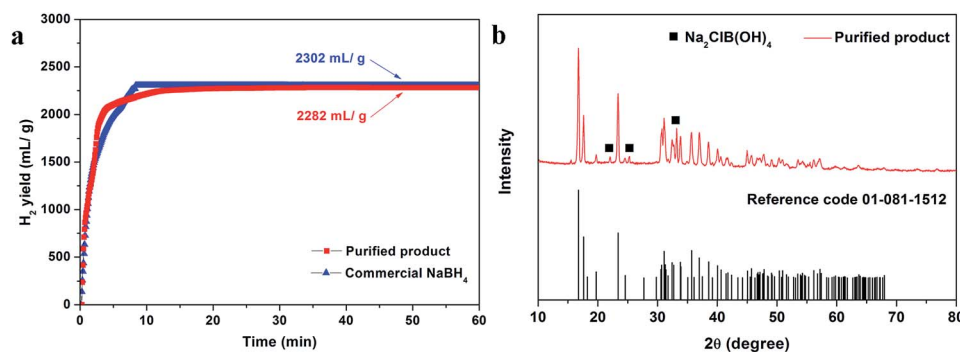 a
3000
2500
2000
1500
1000
500
0
H₂ yield (mL/ g)
2302 mL/ g
2282 mL/ g
Purified product
Commercial NaBH₄
0 10 20 30 40 50 60
Time (min)
b
Na₂ClB(OH)₄
Purified product
Intensity
Reference code 01-081-1512
10 20 30 40 50 60 70 80
2θ (degree)